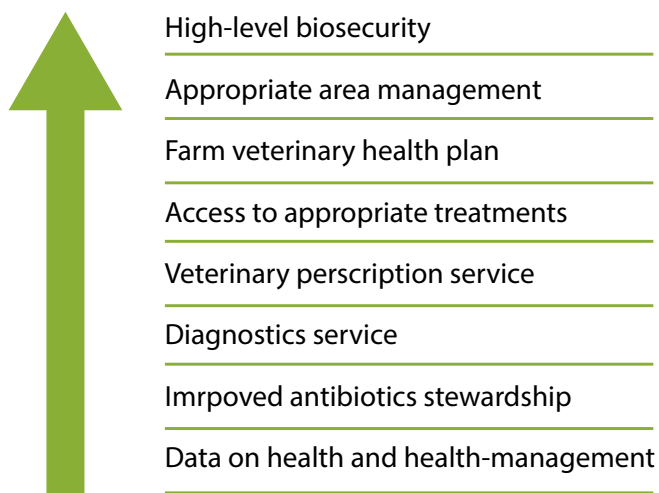 High-level biosecurity
Appropriate area management
Farm veterinary health plan
Access to appropriate treatments
Veterinary perscription service
Diagnostics service
Imrpoved antibiotics stewardship
Data on health and health-management